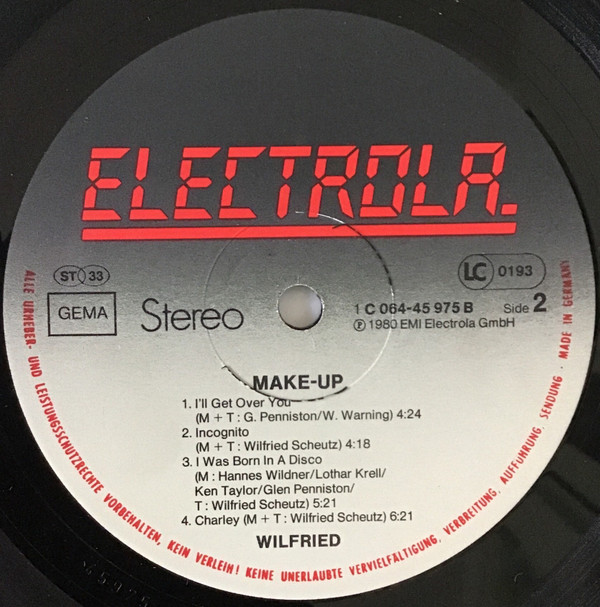 ELECTROLA.
ST 33
LC 0193
GEMA
Stereo
1 C 064-45 975 B
Side 2
℗ 1980 EMI Electrola GmbH
MAKE-UP
1. I'll Get Over You
(M + T : G. Penniston/W. Warning) 4:24
2. Incognito
(M + T : Wilfried Scheutz) 4:18
3. I Was Born In A Disco
(M : Hannes Wildner/Lothar Krell/
Ken Taylor/Glen Penniston/
T : Wilfried Scheutz) 5:21
4. Charley (M + T : Wilfried Scheutz) 6:21
WILFRIED
ALLE URHEBER- UND LEISTUNGSSCHUTZRECHTE VORBEHALTEN, KEIN VERLEIH! KEINE UNERLAUBTE VERVIELFÄLTIGUNG, VERBREITUNG, AUFFÜHRUNG, SENDUNG · MADE IN GERMANY